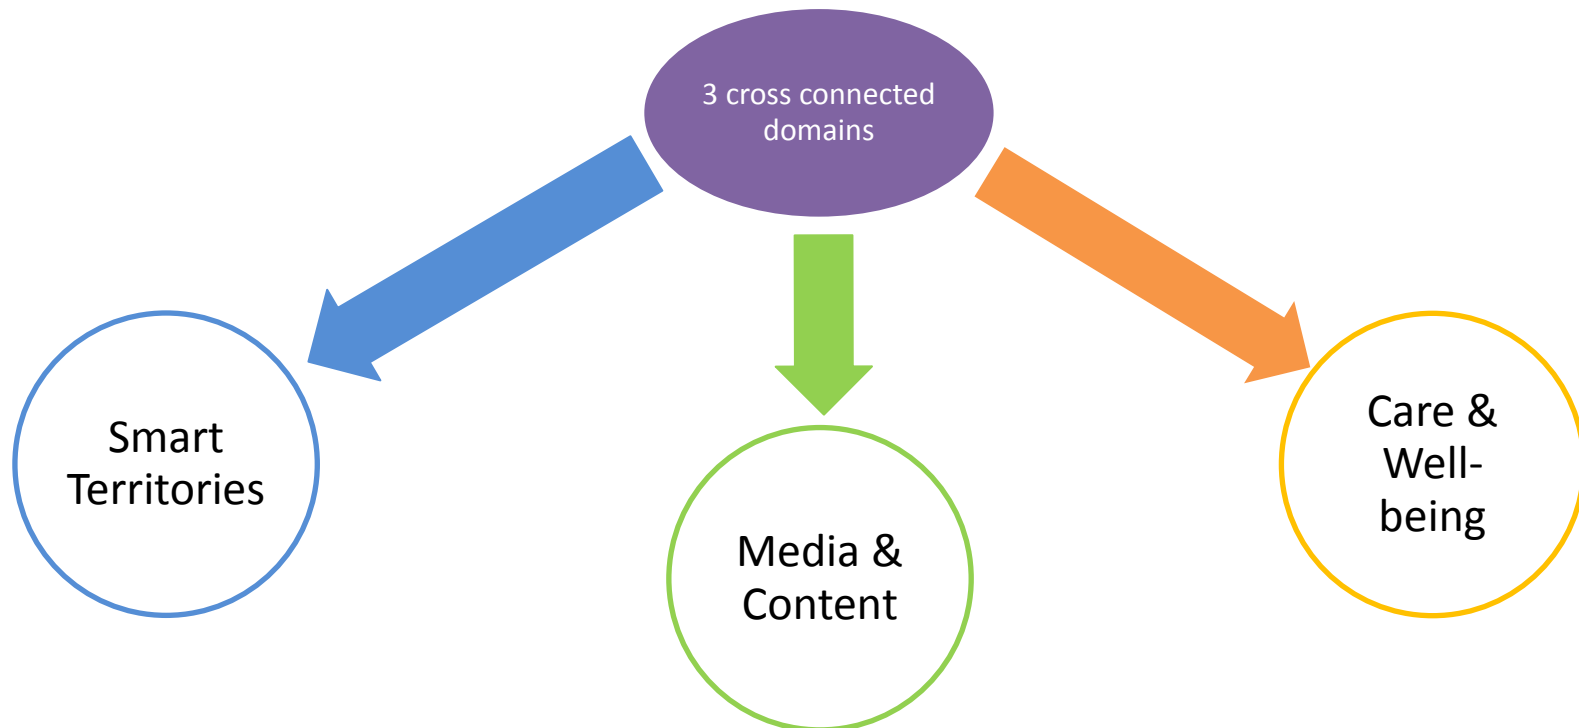 3 cross connected
domains
Smart
Territories
Media &
Content
Care &
Well-
being